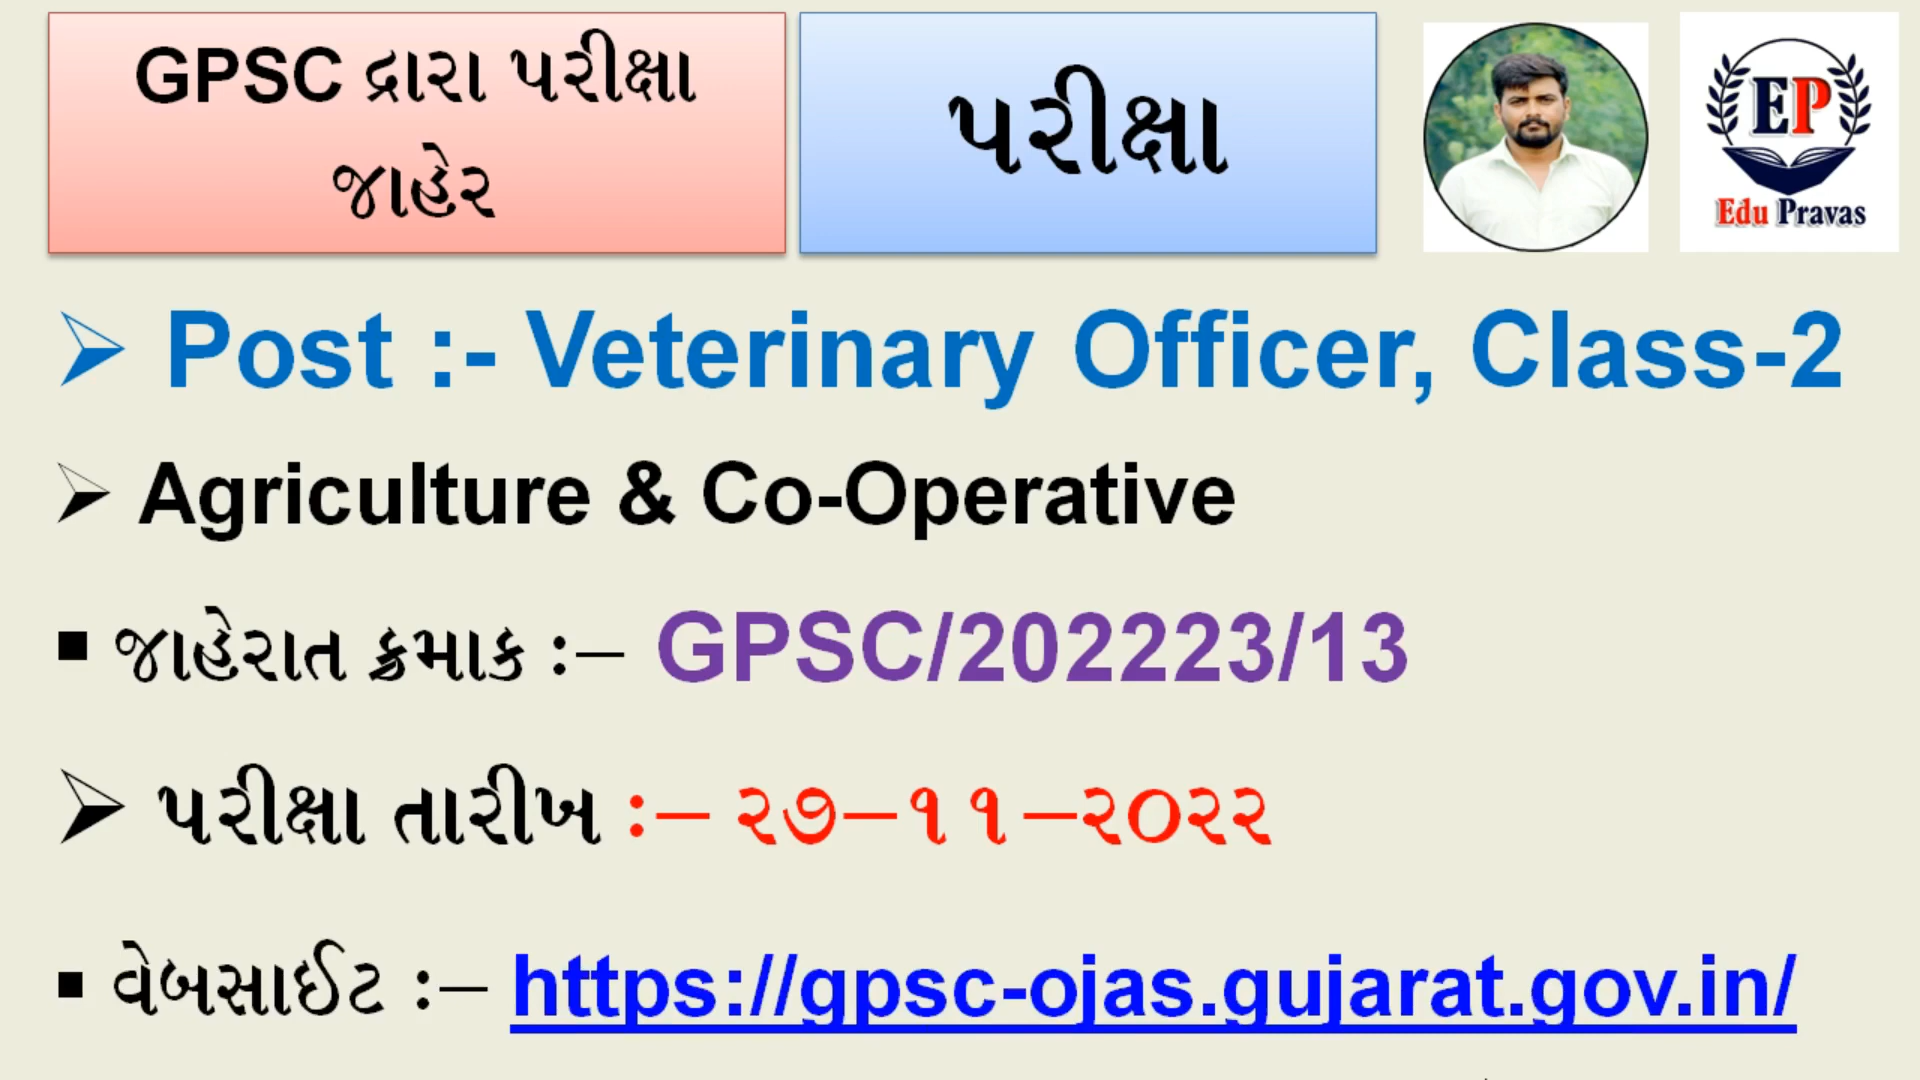 GPSC દ્વારા પરીક્ષા
જાહેર
પરીક્ષા
EP
Edu Pravas
➢ Post :- Veterinary Officer, Class-2
➢ Agriculture & Co-Operative
▪ જાહેરાત ક્રમાક :– GPSC/202223/13
➢ પરીક્ષા તારીખ :– ૨૭–૧૧–૨૦૨૨
▪ વેબસાઈટ :– https://gpsc-ojas.gujarat.gov.in/